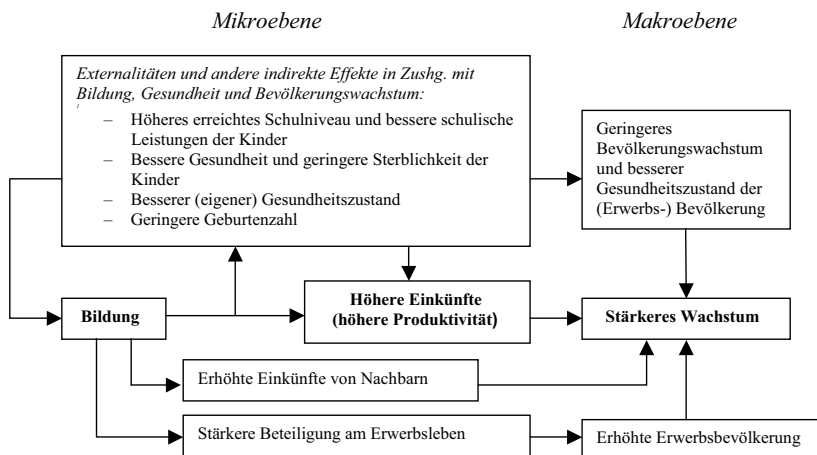 Mikroebene
Makroebene
Externalitäten und andere indirekte Effekte in Zushg. mit
Bildung, Gesundheit und Bevölkerungswachstum:
– Höheres erreichtes Schulniveau und bessere schulische
Leistungen der Kinder
– Bessere Gesundheit und geringere Sterblichkeit der
Kinder
– Besserer (eigener) Gesundheitszustand
– Geringere Geburtenzahl
Geringeres
Bevölkerungswachstum
und besserer
Gesundheitszustand der
(Erwerbs-) Bevölkerung
Bildung
Höhere Einkünfte
(höhere Produktivität)
Stärkeres Wachstum
Erhöhte Einkünfte von Nachbarn
Stärkere Beteiligung am Erwerbsleben
Erhöhte Erwerbsbevölkerung